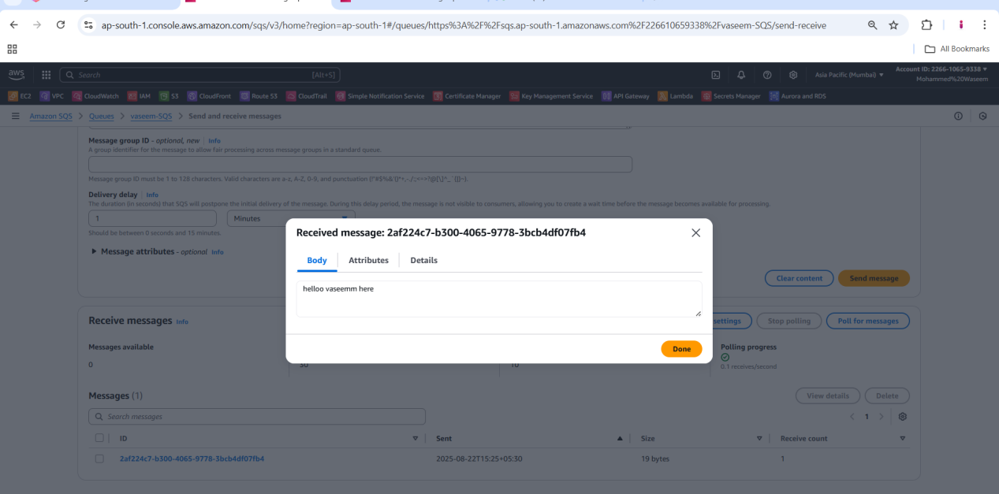 ap-south-1.console.aws.amazon.com/sqs/v3/home?region=ap-south-1#/queues/https%3A%2F%2Fsqs.ap-south-1.amazonaws.com%2F226610659338%2Fvaseem-SQS/send-receive
All Bookmarks
aws Search [Alt+S] Asia Pacific (Mumbai) Account ID: 2266-1065-9338
Mohammed%20Waseem
EC2 VPC CloudWatch IAM S3 CloudFront Route 53 CloudTrail Simple Notification Service Certificate Manager Key Management Service API Gateway Lambda Secrets Manager Aurora and RDS
Amazon SQS > Queues > vaseem-SQS > Send and receive messages
Message group ID - optional, new Info
A group identifier for the message to allow fair processing across message groups in a standard queue.
Message group ID must be 1 to 128 characters. Valid characters are a-z, A-Z, 0-9, and punctuation
Delivery delay Info
The duration (in seconds) that SQS will postpone the initial delivery of the message. During this delay period, the message is not visible to consumers, allowing you to create a wait time before the message becomes available for processing.
1 Minutes
Should be between 0 seconds and 15 minutes.
Message attributes - optional Info
Clear content Send message
Received message: 2af224c7-b300-4065-9778-3bcb4df07fb4
Body Attributes Details
helloo vaseemm here
Done
Receive messages Info
settings Stop polling Poll for messages
Messages available
Polling progress
0 30 10
0.1 receives/second
Messages (1)
View details Delete
Search messages
1
ID Sent Size Receive count
2af224c7-b300-4065-9778-3bcb4df07fb4 2025-08-22T15:25+05:30 19 bytes 1